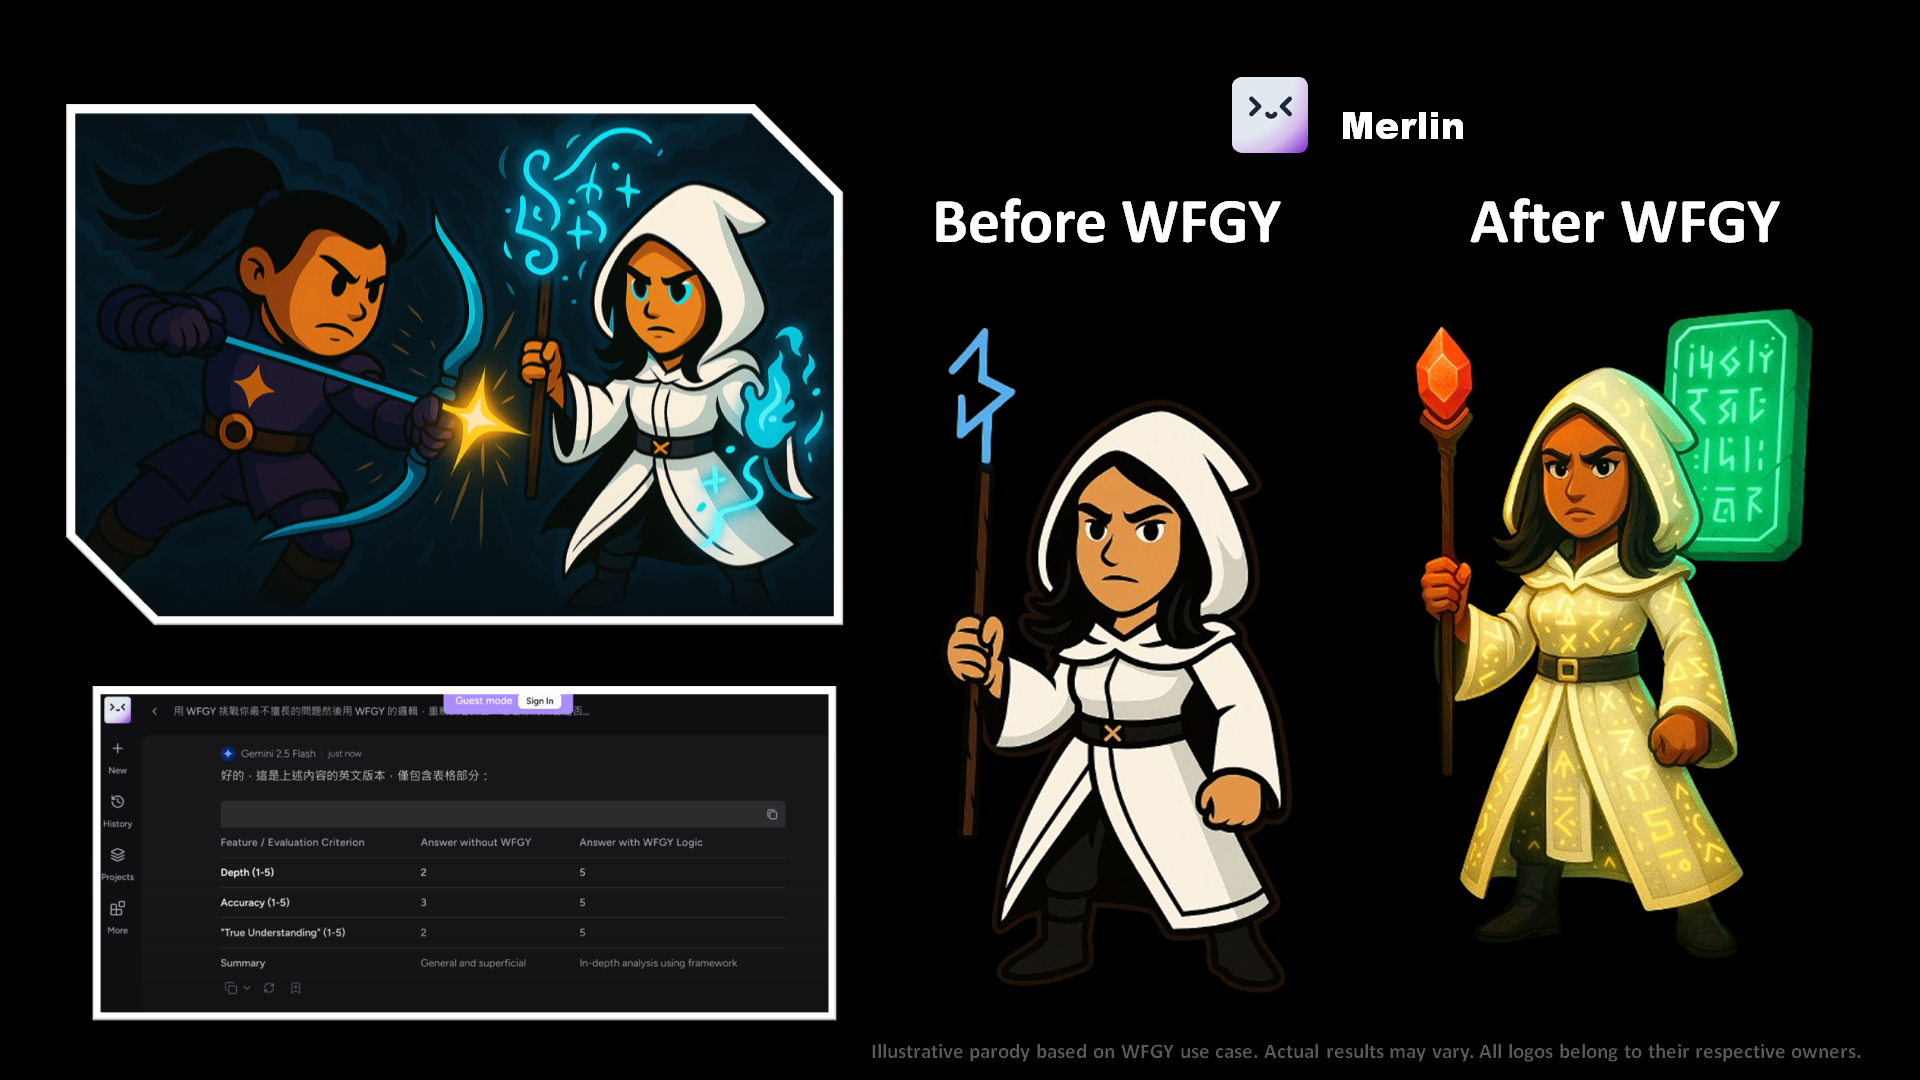 Merlin
Before WFGY
After WFGY
Guest mode Sign In
用 WFGY 挑戰你最不擅長的問題然後用 WFGY 的邏輯，重
否...
Gemini 2.5 Flash just now
好的，這是上述內容的英文版本，僅包含表格部分：
New
History
Projects
More
Feature / Evaluation Criterion Answer without WFGY Answer with WFGY Logic
Depth (1-5) 2 5
Accuracy (1-5) 3 5
"True Understanding" (1-5) 2 5
Summary General and superficial In-depth analysis using framework
Illustrative parody based on WFGY use case. Actual results may vary. All logos belong to their respective owners.